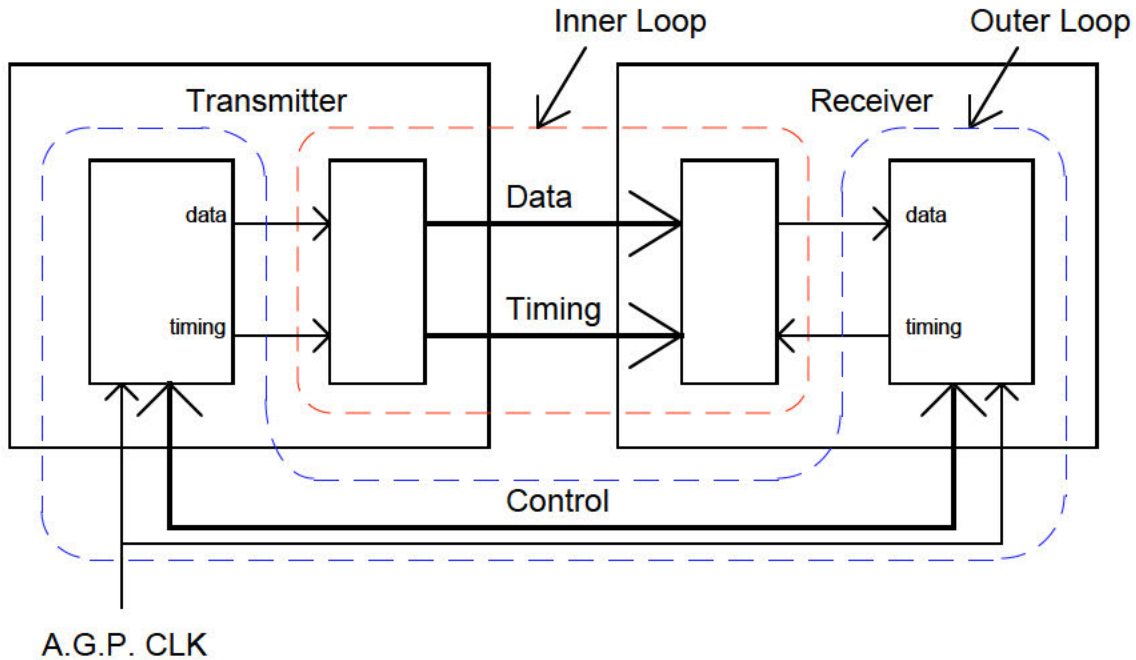 Inner Loop
Outer Loop
Transmitter
Receiver
data
Data
data
timing
Timing
timing
Control
A.G.P. CLK